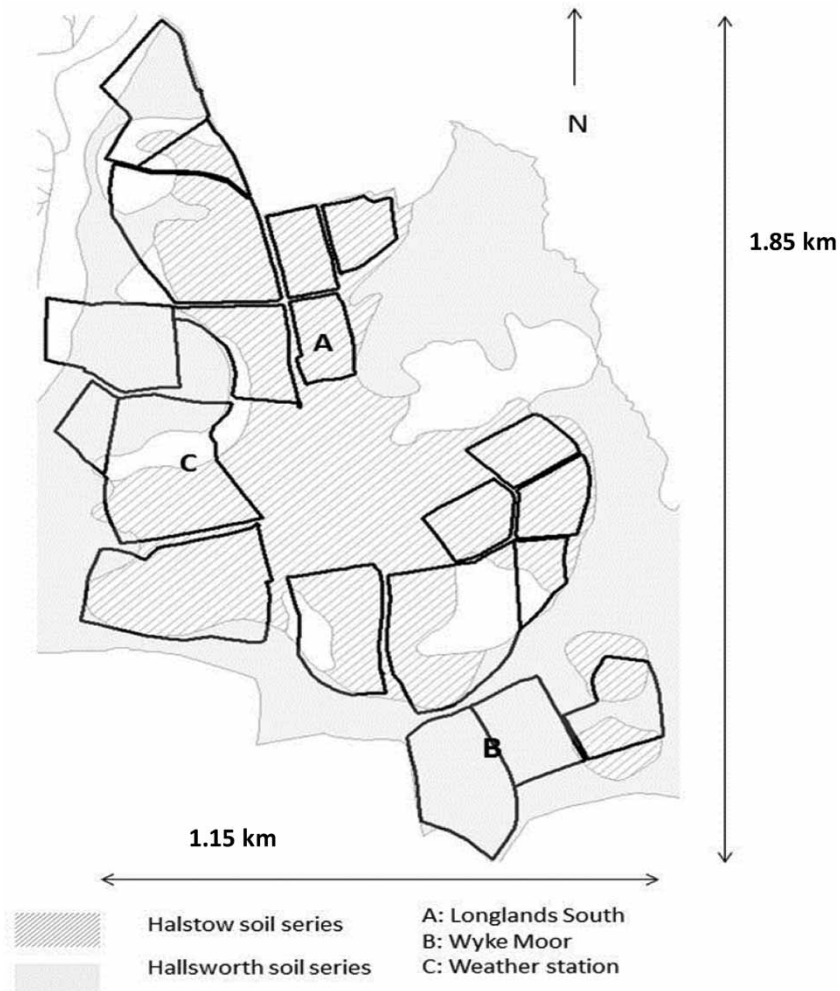 N
1.85 km
A
C
B
1.15 km
Halstow soil series
Hallsworth soil series
A: Longlands South
B: Wyke Moor
C: Weather station